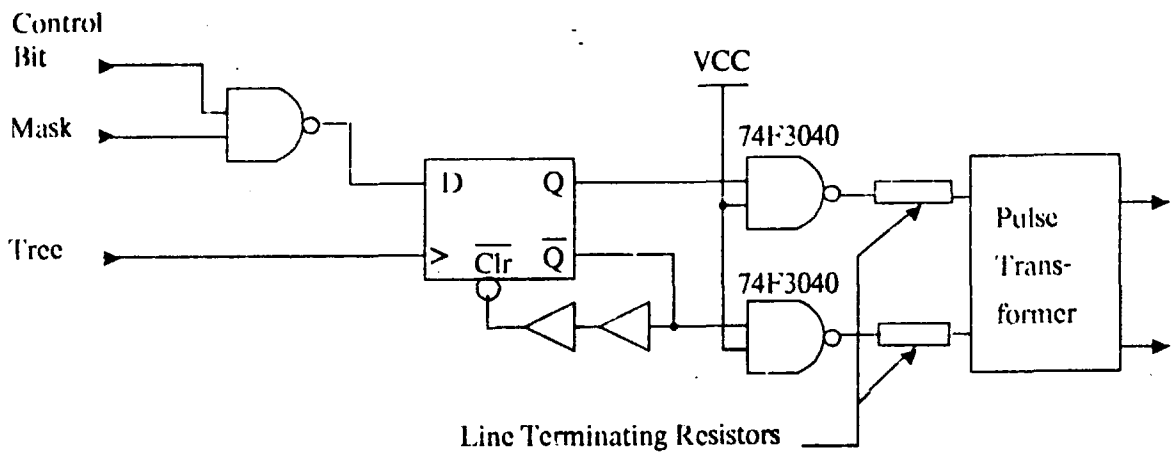 Control
Bit
Mask
Tree
D
Q
>
Clr
Q
VCC
74F3040
74F3040
Pulse
Trans-
former
Line Terminating Resistors